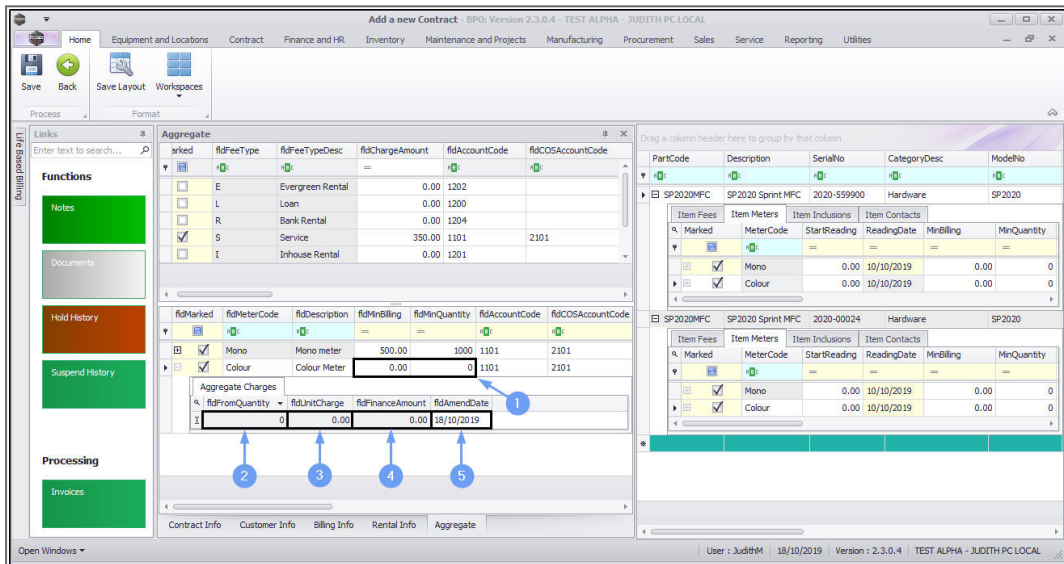 Add a new Contract - BPO: Version 2.3.0.4 - TEST ALPHA - JUDITH PC LOCAL
Home Equipment and Locations Contract Finance and HR Inventory Maintenance and Projects Manufacturing Procurement Sales Service Reporting Utilities
Save Back Save Layout Workspaces
Process Format
Life Based Billing
Links
Enter text to search...
Functions
Notes
Documents
Hold History
Suspend History
Processing
Invoices
Aggregate
arked fldFeeType fldFeeTypeDesc fldChargeAmount fldAccountCode fldCOSAccountCode
E Evergreen Rental 0.00 1202
L Loan 0.00 1200
R Bank Rental 0.00 1204
S Service 350.00 1101 2101
I Inhouse Rental 0.00 1201
fldMarked fldMeterCode fldDescription fldMinBilling fldMinQuantity fldAccountCode fldCOSAccountCode
Mono Mono meter 500.00 1000 1101 2101
Colour Colour Meter 0.00 0 1101 2101
Aggregate Charges
fldFromQuantity fldUnitCharge fldFinanceAmount fldAmendDate
0 0.00 0.00 18/10/2019
1
2 3 4 5
Contract Info Customer Info Billing Info Rental Info Aggregate
Drag a column header here to group by that column
PartCode Description SerialNo CategoryDesc ModelNo
SP2020MFC SP2020 Sprint MFC 2020-559900 Hardware SP2020
Item Fees Item Meters Item Inclusions Item Contacts
Marked MeterCode StartReading ReadingDate MinBilling MinQuantity
Mono 0.00 10/10/2019 0.00 0
Colour 0.00 10/10/2019 0.00 0
SP2020MFC SP2020 Sprint MFC 2020-00024 Hardware SP2020
Item Fees Item Meters Item Inclusions Item Contacts
Marked MeterCode StartReading ReadingDate MinBilling MinQuantity
Mono 0.00 10/10/2019 0.00 0
Colour 0.00 10/10/2019 0.00 0
Open Windows User : JudithM 18/10/2019 Version : 2.3.0.4 TEST ALPHA - JUDITH PC LOCAL